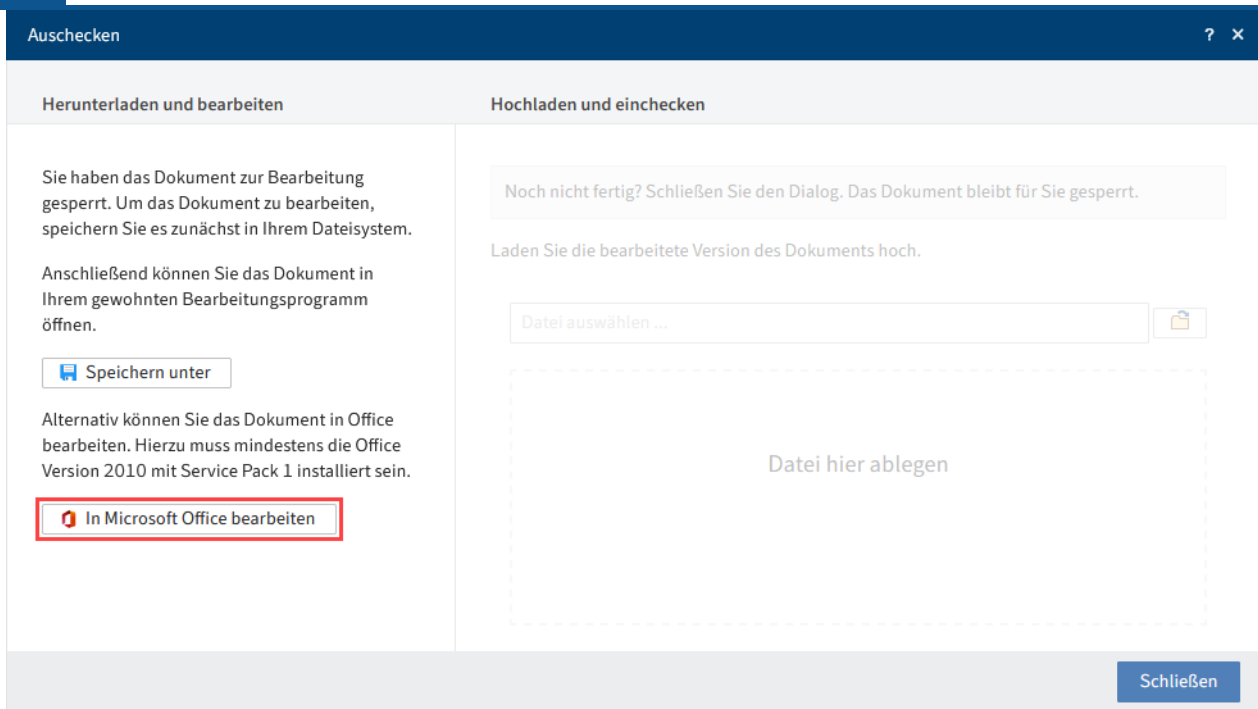 Auschecken
? ×
Herunterladen und bearbeiten
Hochladen und einchecken
Sie haben das Dokument zur Bearbeitung
gesperrt. Um das Dokument zu bearbeiten,
speichern Sie es zunächst in Ihrem Dateisystem.
Anschließend können Sie das Dokument in
Ihrem gewohnten Bearbeitungsprogramm
öffnen.
Speichern unter
Alternativ können Sie das Dokument in Office
bearbeiten. Hierzu muss mindestens die Office
Version 2010 mit Service Pack 1 installiert sein.
In Microsoft Office bearbeiten
Noch nicht fertig? Schließen Sie den Dialog. Das Dokument bleibt für Sie gesperrt.
Laden Sie die bearbeitete Version des Dokuments hoch.
Datei auswählen ...
Datei hier ablegen
Schließen